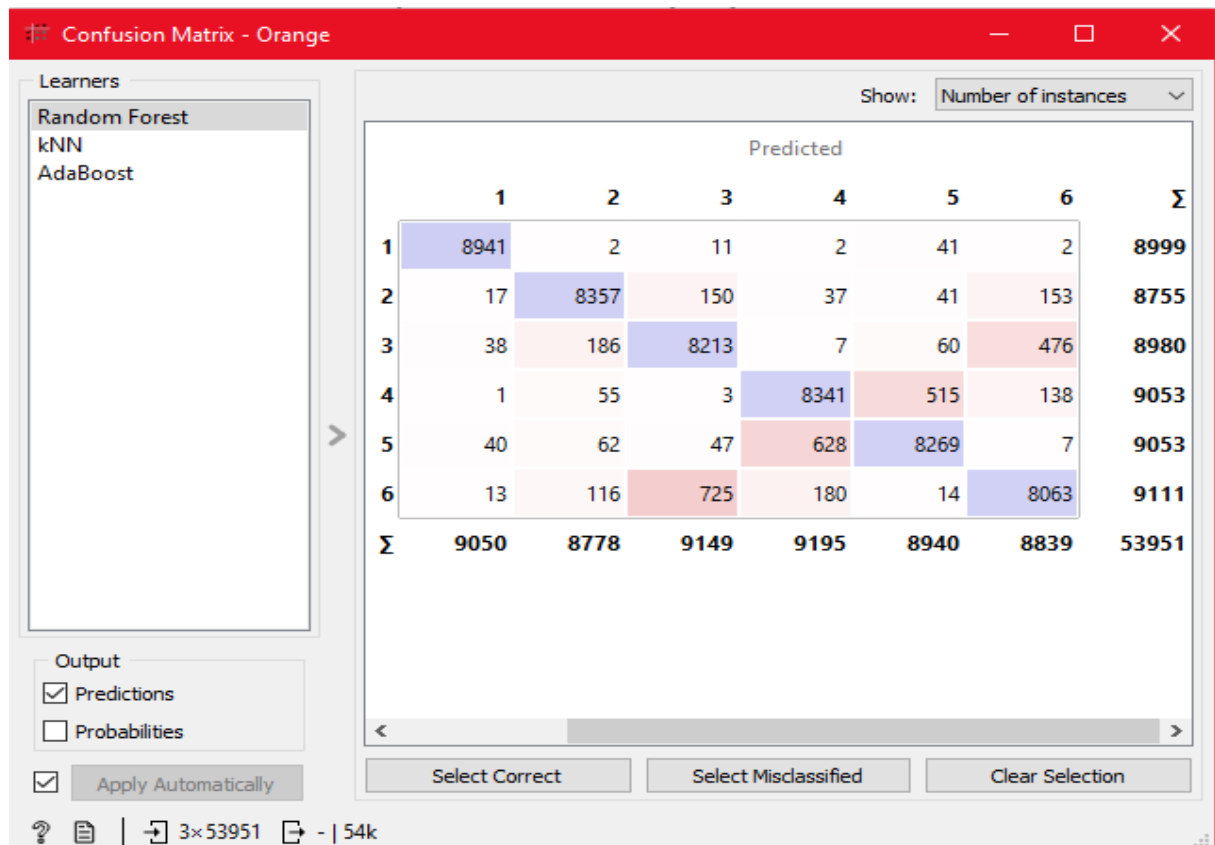 Confusion Matrix - Orange
Learners
Random Forest
kNN
AdaBoost
Show: Number of instances
Predicted
1 2 3 4 5 6 Σ
1 8941 2 11 2 41 2 8999
2 17 8357 150 37 41 153 8755
3 38 186 8213 7 60 476 8980
4 1 55 3 8341 515 138 9053
5 40 62 47 628 8269 7 9053
6 13 116 725 180 14 8063 9111
Σ 9050 8778 9149 9195 8940 8839 53951
Output
Predictions
Probabilities
Apply Automatically
Select Correct Select Misclassified Clear Selection
? 3×53951 - | 54k